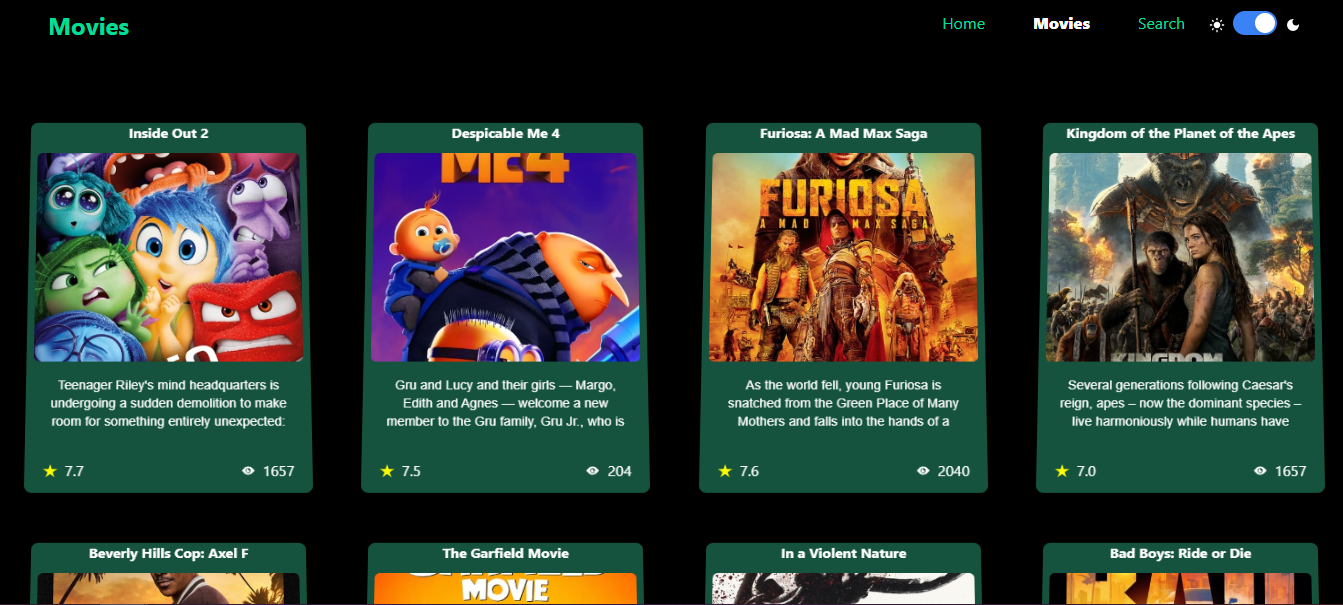 Movies
Home
Movies
Search
Inside Out 2
Despicable Me 4
Furiosa: A Mad Max Saga
Kingdom of the Planet of the Apes
ME4
FURIOSA
A MAD MAX SAGA
KINGDOM
Teenager Riley's mind headquarters is
undergoing a sudden demolition to make
room for something entirely unexpected:
Gru and Lucy and their girls — Margo,
Edith and Agnes — welcome a new
member to the Gru family, Gru Jr., who is
As the world fell, young Furiosa is
snatched from the Green Place of Many
Mothers and falls into the hands of a
Several generations following Caesar's
reign, apes – now the dominant species –
live harmoniously while humans have
7.7
1657
7.5
204
7.6
2040
7.0
1657
Beverly Hills Cop: Axel F
The Garfield Movie
In a Violent Nature
Bad Boys: Ride or Die
GARFIELD
MOVIE